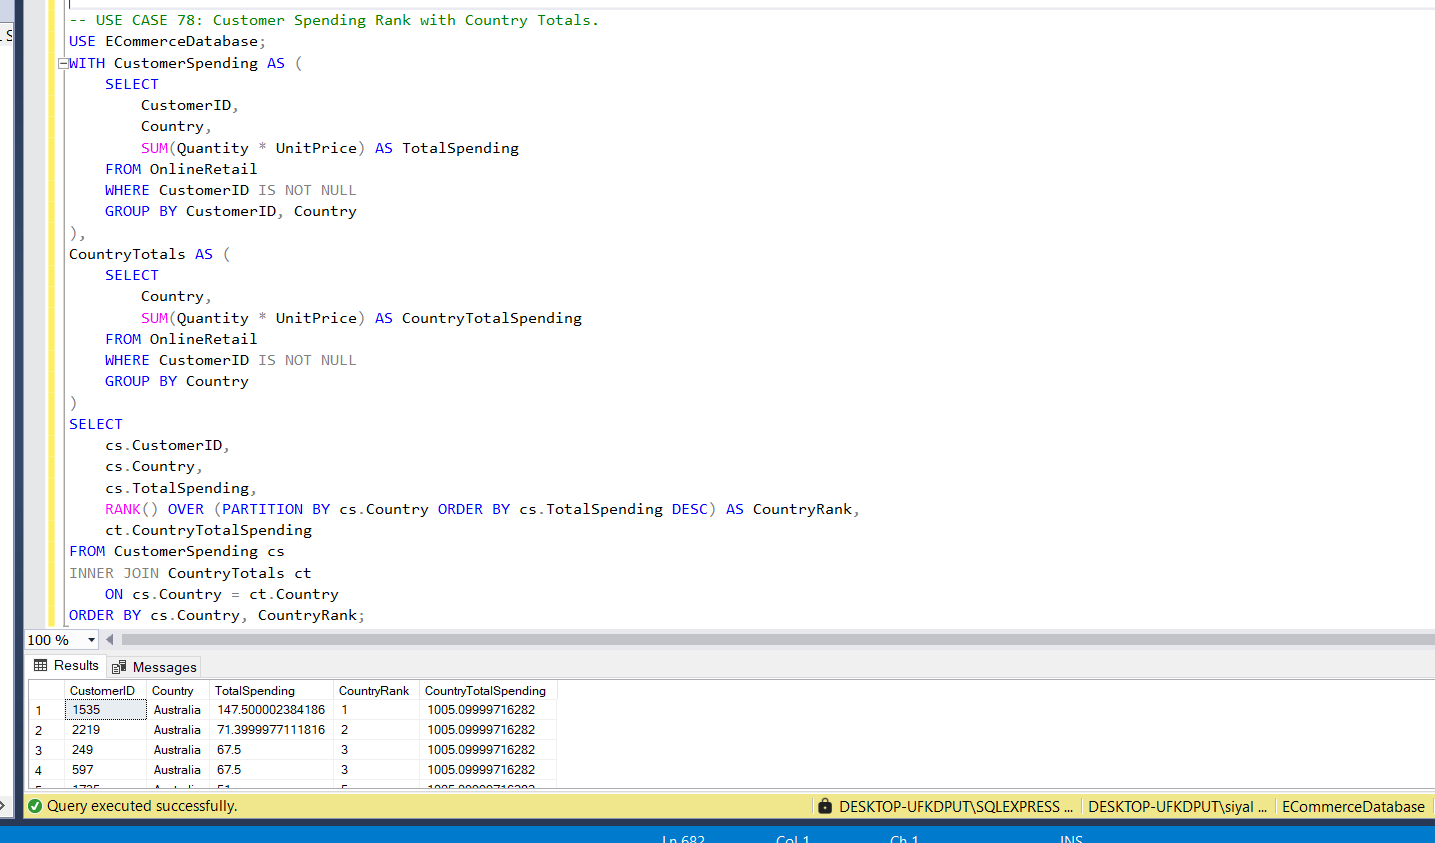 -- USE CASE 78: Customer Spending Rank with Country Totals.
USE ECommerceDatabase;
WITH CustomerSpending AS (
    SELECT
        CustomerID,
        Country,
        SUM(Quantity * UnitPrice) AS TotalSpending
    FROM OnlineRetail
    WHERE CustomerID IS NOT NULL
    GROUP BY CustomerID, Country
),
CountryTotals AS (
    SELECT
        Country,
        SUM(Quantity * UnitPrice) AS CountryTotalSpending
    FROM OnlineRetail
    WHERE CustomerID IS NOT NULL
    GROUP BY Country
)
SELECT
    cs.CustomerID,
    cs.Country,
    cs.TotalSpending,
    RANK() OVER (PARTITION BY cs.Country ORDER BY cs.TotalSpending DESC) AS CountryRank,
    ct.CountryTotalSpending
FROM CustomerSpending cs
INNER JOIN CountryTotals ct
    ON cs.Country = ct.Country
ORDER BY cs.Country, CountryRank;
100 %
Results Messages
CustomerID Country TotalSpending CountryRank CountryTotalSpending
1 1535 Australia 147.500002384186 1 1005.09999716282
2 2219 Australia 71.3999977111816 2 1005.09999716282
3 249 Australia 67.5 3 1005.09999716282
4 597 Australia 67.5 3 1005.09999716282
Query executed successfully. DESKTOP-UFKDPUT\SQLEXPRESS ... DESKTOP-UFKDPUT\siyal ... ECommerceDatabase
Ln 682 Col 1 Ch 1 INS